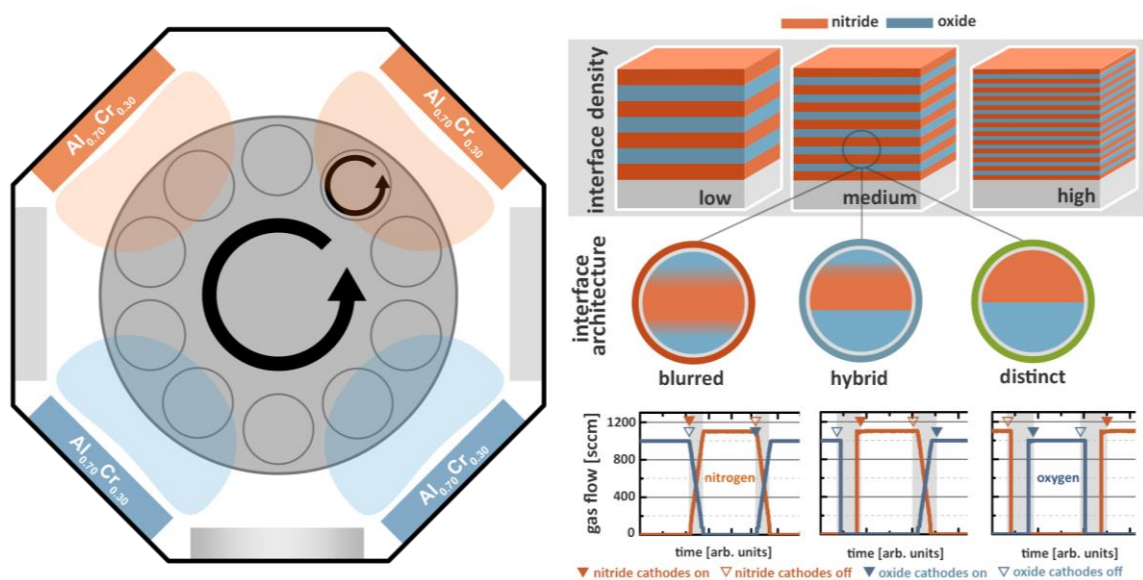 Al0.70Cr0.30
Al0.70Cr0.30
Al0.70Cr0.30
Al0.70Cr0.30
nitride oxide
interface density
low medium high
interface
architecture
blurred hybrid distinct
gas flow [sccm]
1200
800
400
0
nitrogen
oxygen
time [arb. units] time [arb. units] time [arb. units]
▼ nitride cathodes on ▽ nitride cathodes off ▼ oxide cathodes on ▽ oxide cathodes off